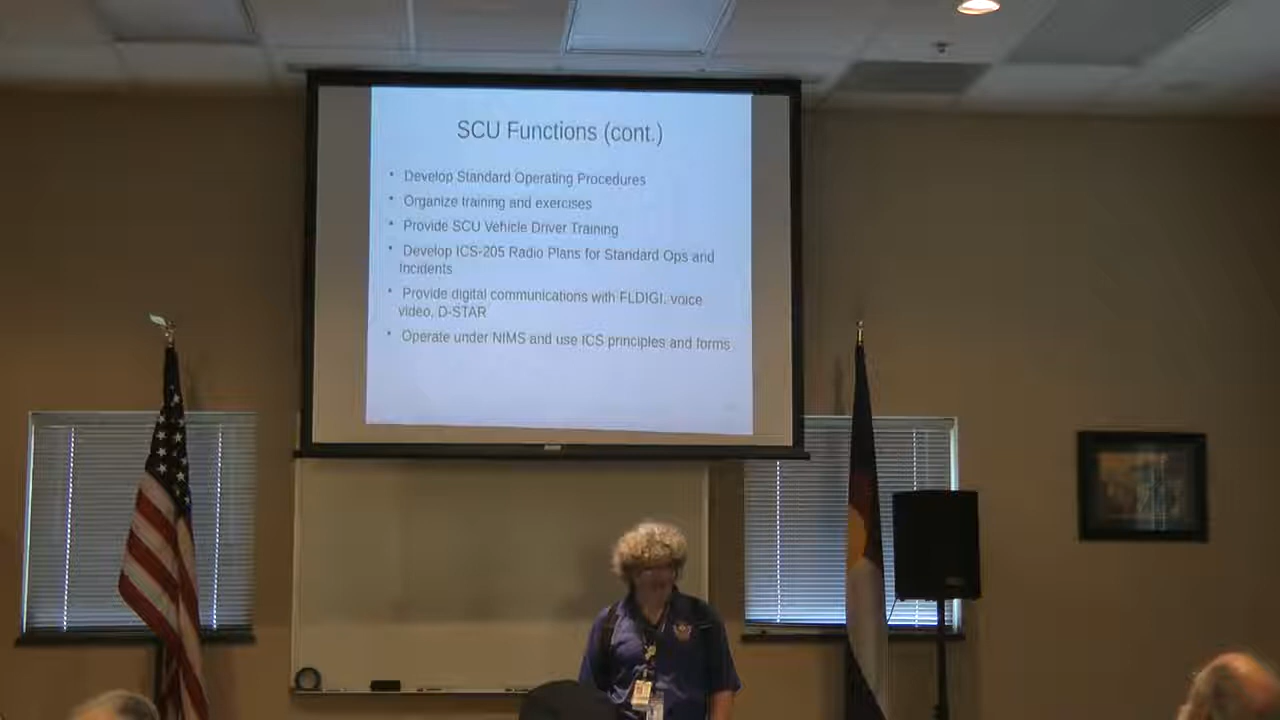 SCU Functions (cont.)
• Develop Standard Operating Procedures
• Organize training and exercises
• Provide SCU Vehicle Driver Training
• Develop ICS-205 Radio Plans for Standard Ops and
Incidents
• Provide digital communications with FLDIGI, voice
video, D-STAR
• Operate under NIMS and use ICS principles and forms